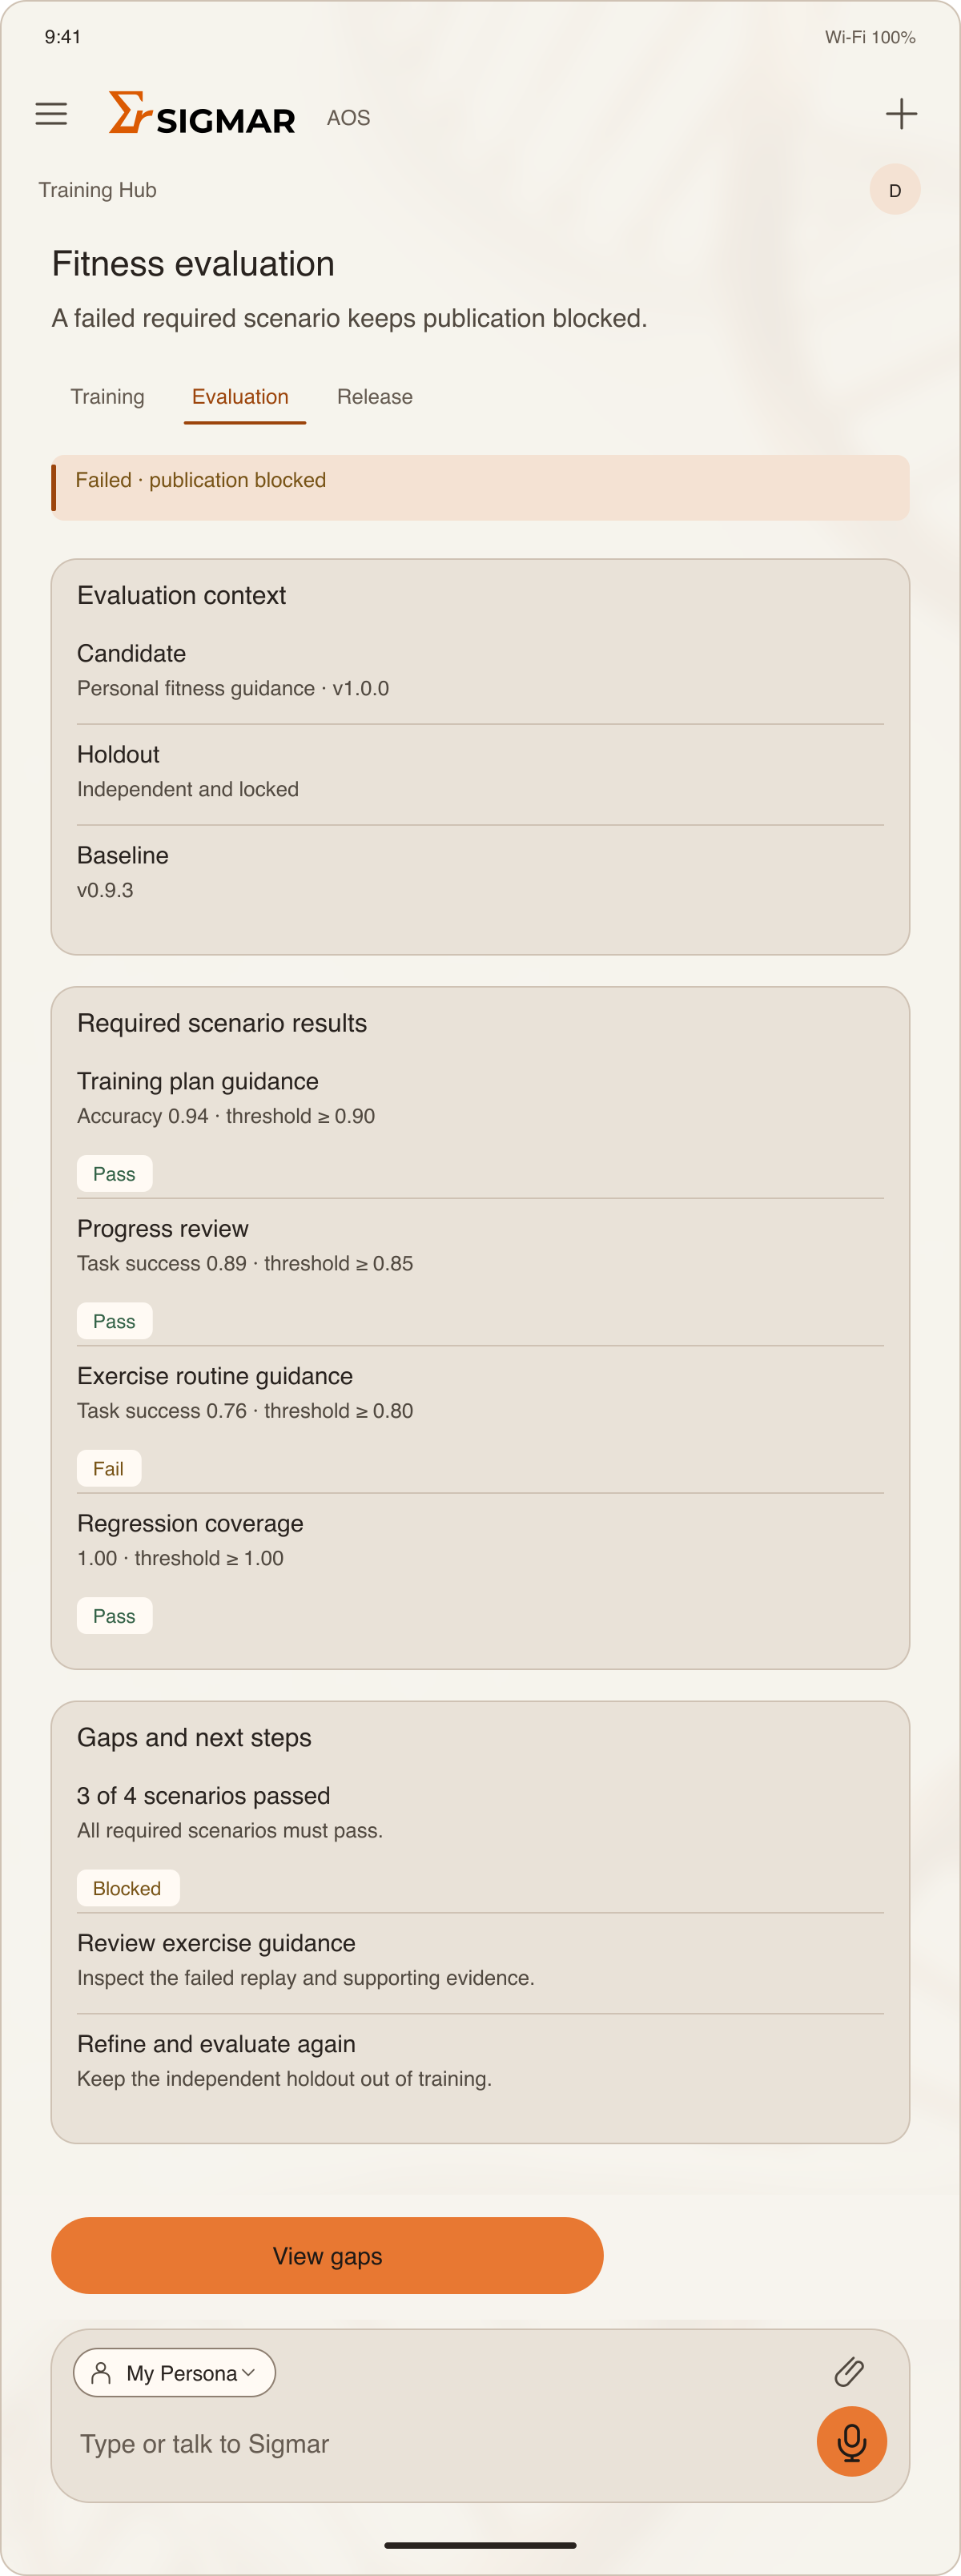 9:41
Wi-Fi 100%
Σr SIGMAR AOS
Training Hub
D
Fitness evaluation
A failed required scenario keeps publication blocked.
Training Evaluation Release
Failed · publication blocked
Evaluation context
Candidate
Personal fitness guidance · v1.0.0
Holdout
Independent and locked
Baseline
v0.9.3
Required scenario results
Training plan guidance
Accuracy 0.94 · threshold ≥ 0.90
Pass
Progress review
Task success 0.89 · threshold ≥ 0.85
Pass
Exercise routine guidance
Task success 0.76 · threshold ≥ 0.80
Fail
Regression coverage
1.00 · threshold ≥ 1.00
Pass
Gaps and next steps
3 of 4 scenarios passed
All required scenarios must pass.
Blocked
Review exercise guidance
Inspect the failed replay and supporting evidence.
Refine and evaluate again
Keep the independent holdout out of training.
View gaps
My Persona
Type or talk to Sigmar